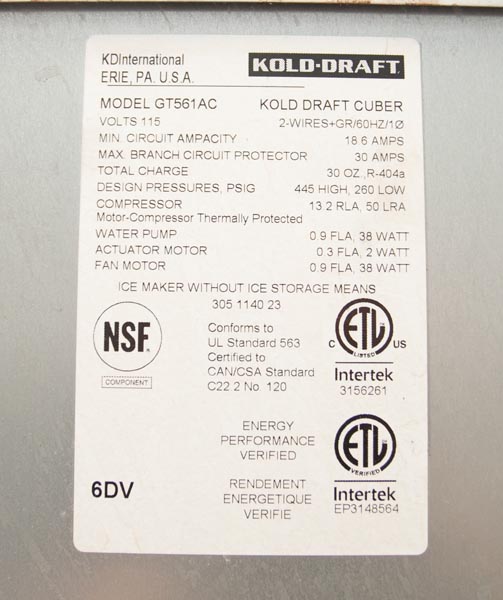 KDInternational
ERIE, PA. U.S.A.
KOLD-DRAFT
MODEL GT561AC KOLD DRAFT CUBER
VOLTS 115 2-WIRES+GR/60HZ/1Ø
MIN. CIRCUIT AMPACITY 18.6 AMPS
MAX. BRANCH CIRCUIT PROTECTOR 30 AMPS
TOTAL CHARGE 30 OZ.,R-404a
DESIGN PRESSURES, PSIG 445 HIGH, 260 LOW
COMPRESSOR 13.2 RLA, 50 LRA
Motor-Compressor Thermally Protected
WATER PUMP 0.9 FLA, 38 WATT
ACTUATOR MOTOR 0.3 FLA, 2 WATT
FAN MOTOR 0.9 FLA, 38 WATT
ICE MAKER WITHOUT ICE STORAGE MEANS
305 1140 23
NSF.
COMPONENT
Conforms to
UL Standard 563
Certified to
CAN/CSA Standard
C22.2 No. 120
C ETL US
LISTED
Intertek
3156261
ENERGY
PERFORMANCE
VERIFIED
ETL
VERIFIED
Intertek
EP3148564
6DV
RENDEMENT
ENERGETIQUE
VERIFIE